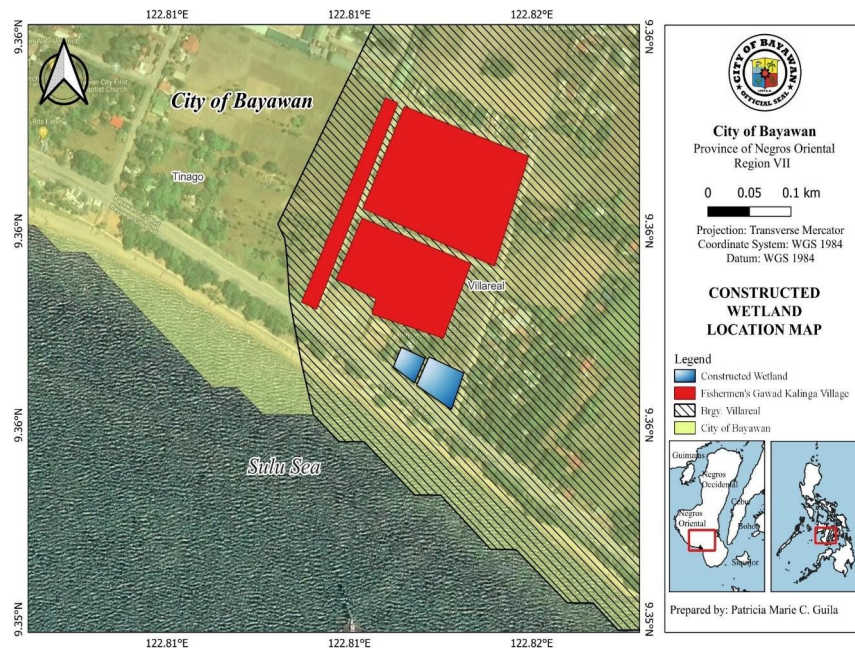 122.81°E 122.81°E 122.82°E
9.36°N 9.36°N
City of Bayawan
Tinago
9.36°N 9.36°N
Villareal
9.36°N 9.36°N
Sulu Sea
9.35°N 9.35°N
122.81°E 122.81°E 122.82°E
CITY OF BAYAWAN
OFFICIAL SEAL
City of Bayawan
Province of Negros Oriental
Region VII
0 0.05 0.1 km
Projection: Transverse Mercator
Coordinate System: WGS 1984
Datum: WGS 1984
CONSTRUCTED
WETLAND
LOCATION MAP
Legend
Constructed Wetland
Fishermen's Gawad Kalinga Village
Brgy. Villareal
City of Bayawan
Guimaras
Negros
Occidental
Cebu
Negros
Oriental
Bohol
Siquijor
Prepared by: Patricia Marie C. Guila